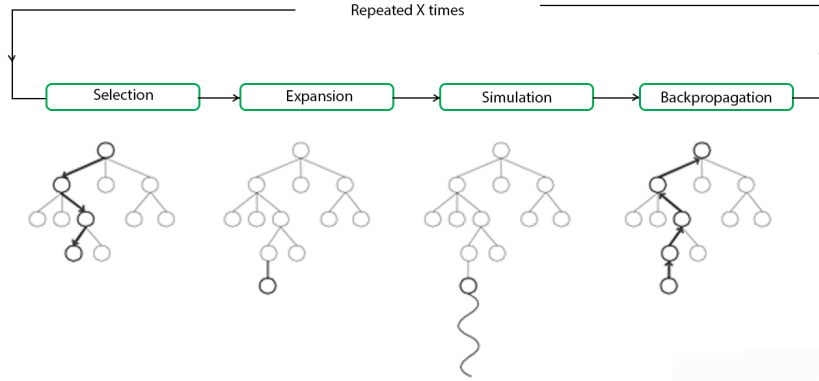 Repeated X times
Selection
Expansion
Simulation
Backpropagation